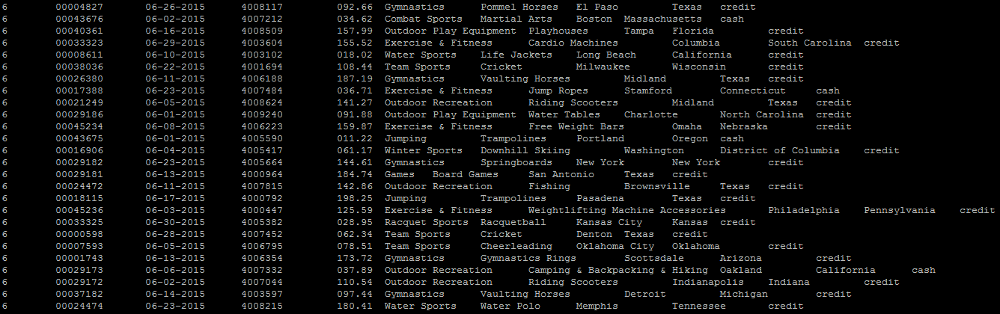 6 00004827 06-26-2015 4008117 092.66 Gymnastics Pommel Horses El Paso Texas credit
6 00043676 06-02-2015 4007212 034.62 Combat Sports Martial Arts Boston Massachusetts cash
6 00040361 06-16-2015 4008509 157.99 Outdoor Play Equipment Playhouses Tampa Florida credit
6 00033323 06-29-2015 4003604 155.52 Exercise & Fitness Cardio Machines Columbia South Carolina credit
6 00008611 06-10-2015 4003102 018.02 Water Sports Life Jackets Long Beach California credit
6 00038036 06-22-2015 4001694 108.44 Team Sports Cricket Milwaukee Wisconsin credit
6 00026380 06-11-2015 4006188 187.19 Gymnastics Vaulting Horses Midland Texas credit
6 00017388 06-23-2015 4007484 036.71 Exercise & Fitness Jump Ropes Stamford Connecticut cash
6 00021249 06-05-2015 4008624 141.27 Outdoor Recreation Riding Scooters Midland Texas credit
6 00029186 06-01-2015 4009240 091.88 Outdoor Play Equipment Water Tables Charlotte North Carolina credit
6 00045234 06-08-2015 4006223 159.87 Exercise & Fitness Free Weight Bars Omaha Nebraska credit
6 00043675 06-01-2015 4005590 011.22 Jumping Trampolines Portland Oregon cash
6 00016906 06-04-2015 4005417 061.17 Winter Sports Downhill Skiing Washington District of Columbia credit
6 00029182 06-23-2015 4005664 144.61 Gymnastics Springboards New York New York credit
6 00029181 06-13-2015 4000964 184.74 Games Board Games San Antonio Texas credit
6 00024472 06-11-2015 4007815 142.86 Outdoor Recreation Fishing Brownsville Texas credit
6 00018115 06-17-2015 4000792 198.25 Jumping Trampolines Pasadena Texas credit
6 00045236 06-03-2015 4000447 125.59 Exercise & Fitness Weightlifting Machine Accessories Philadelphia Pennsylvania credit
6 00033325 06-30-2015 4005382 028.95 Racquet Sports Racquetball Kansas City Kansas credit
6 00000598 06-28-2015 4007452 062.34 Team Sports Cricket Denton Texas credit
6 00007593 06-05-2015 4006795 078.51 Team Sports Cheerleading Oklahoma City Oklahoma credit
6 00001743 06-13-2015 4006354 173.72 Gymnastics Gymnastics Rings Scottsdale Arizona credit
6 00029173 06-06-2015 4007332 037.89 Outdoor Recreation Camping & Backpacking & Hiking Oakland California cash
6 00029172 06-02-2015 4007044 110.54 Outdoor Recreation Riding Scooters Indianapolis Indiana credit
6 00037182 06-14-2015 4003597 097.44 Gymnastics Vaulting Horses Detroit Michigan credit
6 00024474 06-23-2015 4008215 180.41 Water Sports Water Polo Memphis Tennessee credit